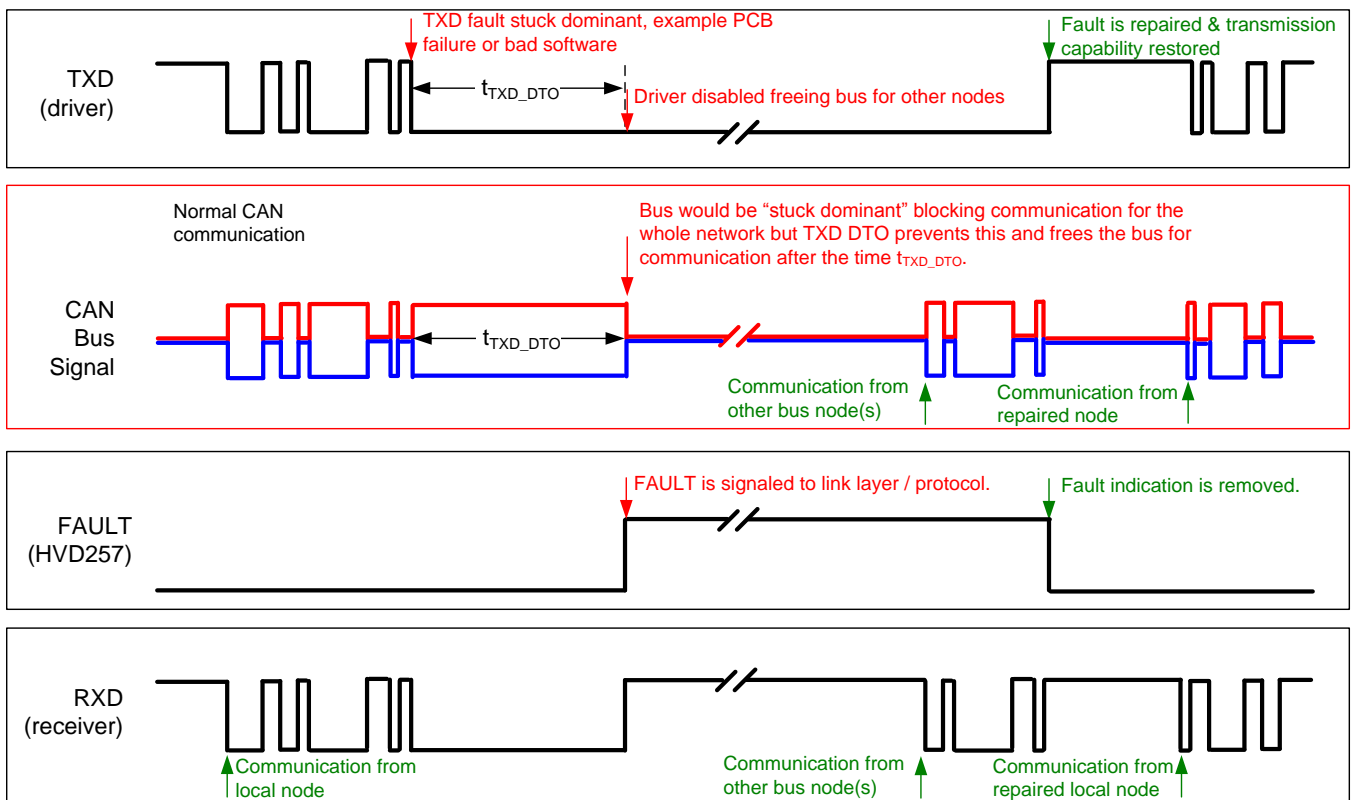 TXD fault stuck dominant, example PCB
failure or bad software
Fault is repaired & transmission
capability restored
TXD
(driver)
tTXD_DTO
Driver disabled freeing bus for other nodes
Normal CAN
communication
Bus would be “stuck dominant” blocking communication for the
whole network but TXD DTO prevents this and frees the bus for
communication after the time tTXD_DTO.
CAN
Bus
Signal
tTXD_DTO
Communication from
other bus node(s)
Communication from
repaired node
FAULT is signaled to link layer / protocol.
Fault indication is removed.
FAULT
(HVD257)
RXD
(receiver)
Communication from
local node
Communication from
other bus node(s)
Communication from
repaired local node